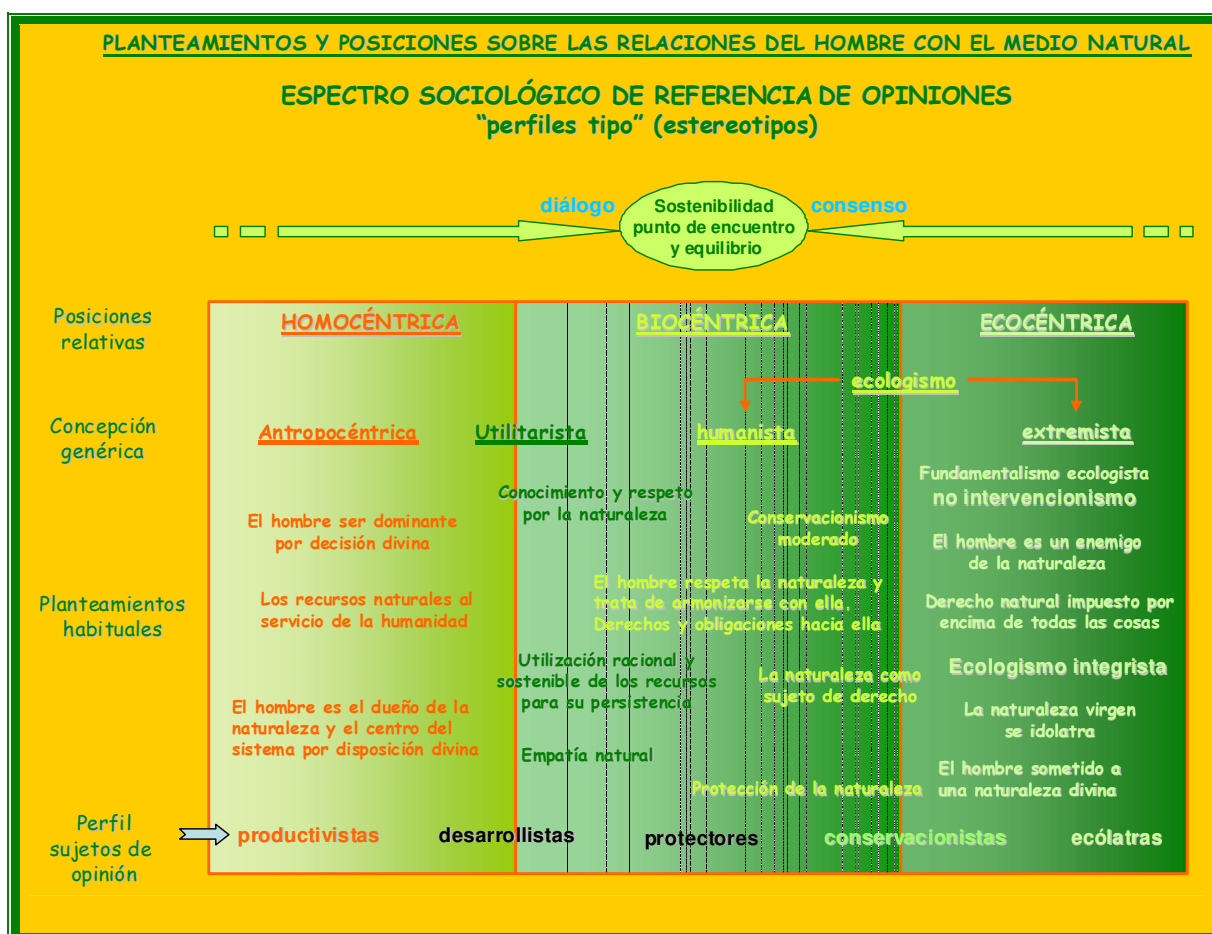 PLANTEAMIENTOS Y POSICIONES SOBRE LAS RELACIONES DEL HOMBRE CON EL MEDIO NATURAL
ESPECTRO SOCIOLÓGICO DE REFERENCIA DE OPINIONES
“perfiles tipo” (estereotipos)
diálogo
Sostenibilidad
punto de encuentro
y equilibrio
consenso
Posiciones
relativas
HOMOCÉNTRICA
BIOCÉNTRICA
ECOCÉNTRICA
ecologismo
Concepción
genérica
Antropocéntrica
Utilitarista
humanista
extremista
Planteamientos
habituales
El hombre ser dominante
por decisión divina
Los recursos naturales al
servicio de la humanidad
El hombre es el dueño de la
naturaleza y el centro del
sistema por disposición divina
Conocimiento y respeto
por la naturaleza
Utilización racional y
sostenible de los recursos
para su persistencia
Empatía natural
Conservacionismo
moderado
El hombre respeta la naturaleza y
trata de armonizarse con ella.
Derechos y obligaciones hacia ella
La naturaleza como
sujeto de derecho
Protección de la naturaleza
Fundamentalismo ecologista
no intervencionismo
El hombre es un enemigo
de la naturaleza
Derecho natural impuesto por
encima de todas las cosas
Ecologismo integrista
La naturaleza virgen
se idolatra
El hombre sometido a
una naturaleza divina
Perfil
sujetos de
opinión
productivistas
desarrollistas
protectores
conservacionistas
ecólatras